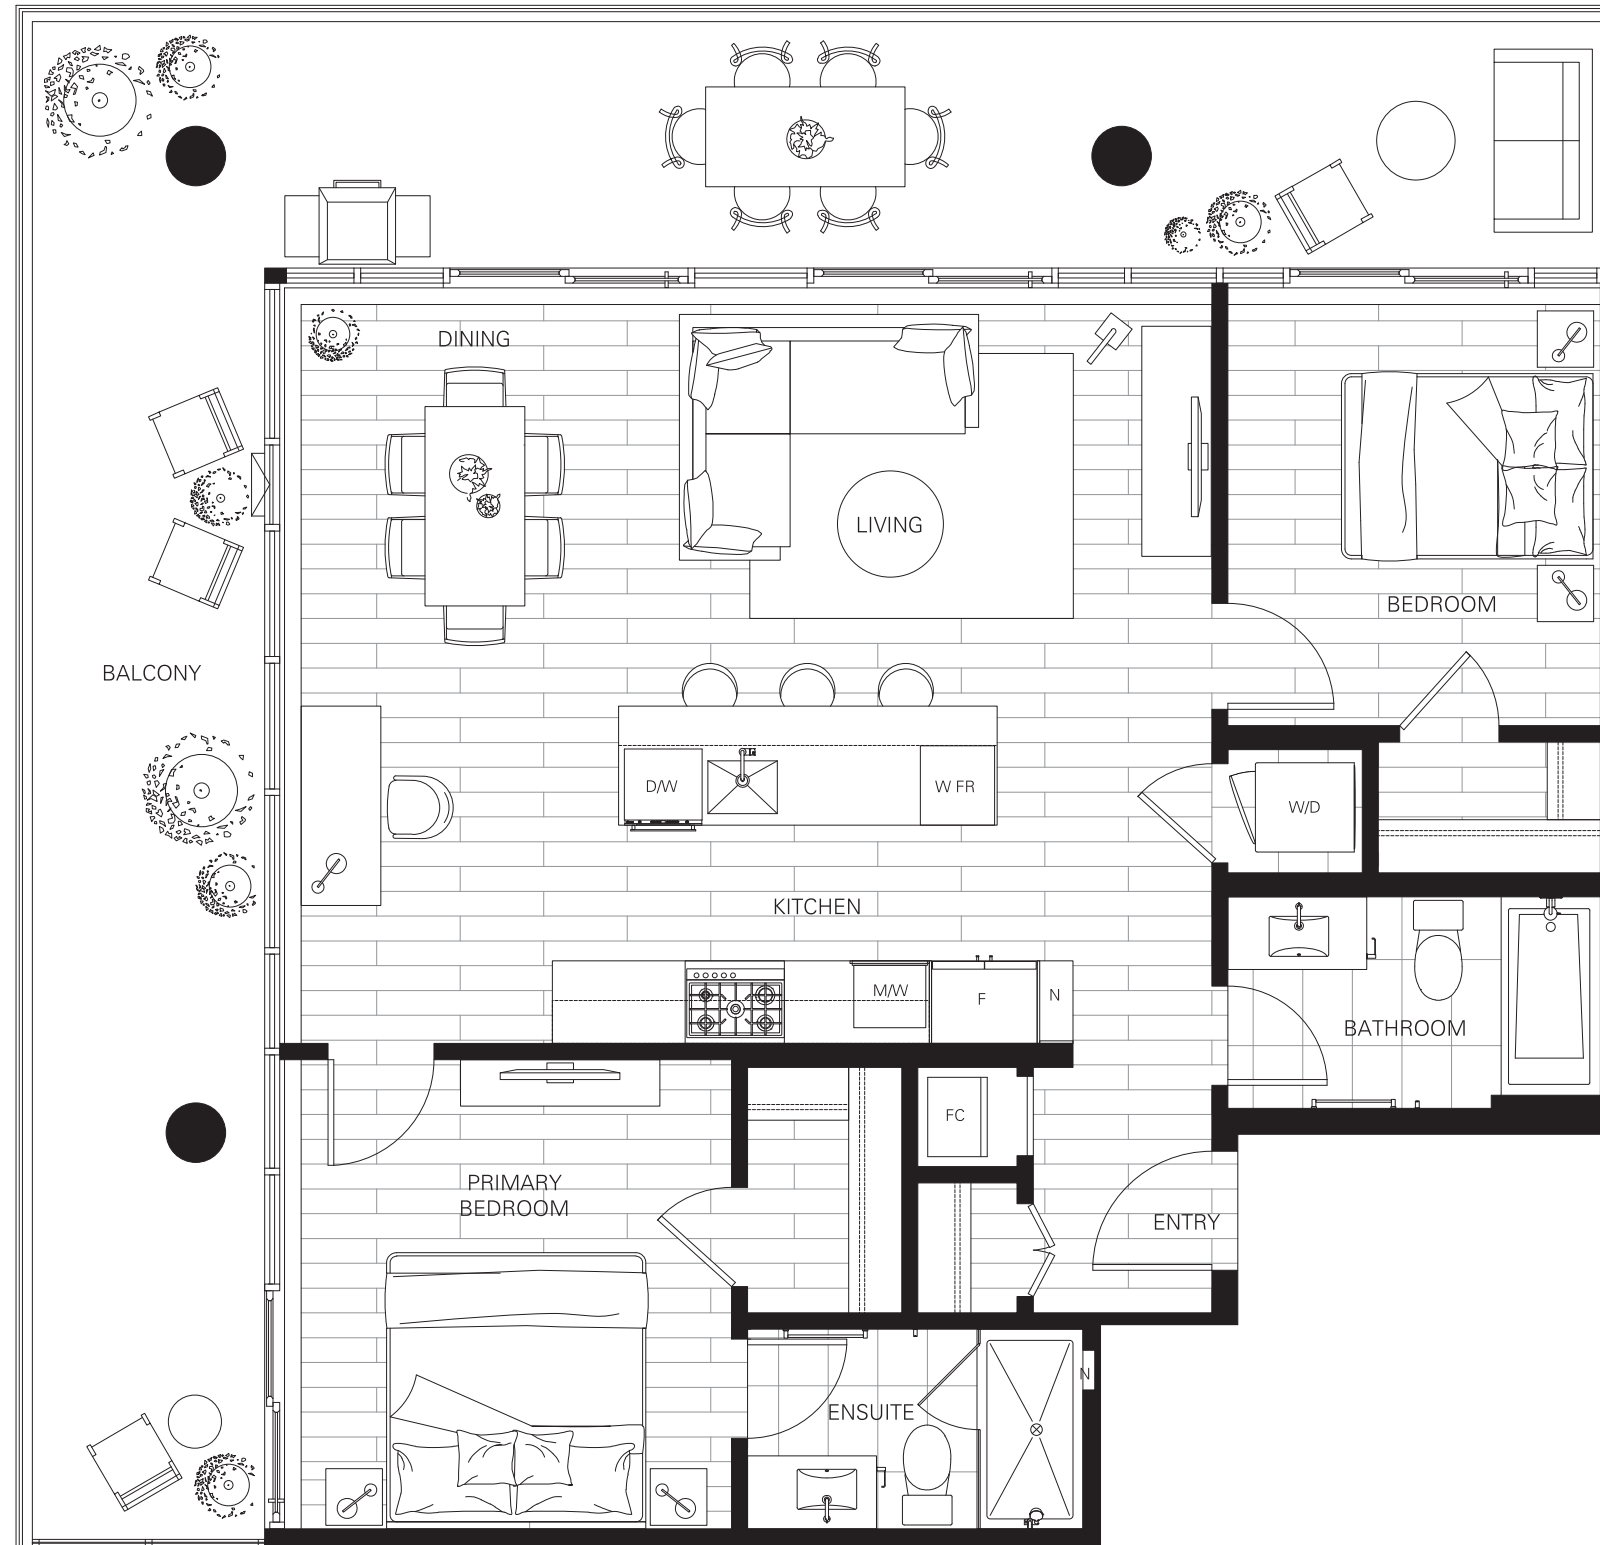 DINING
LIVING
BEDROOM
BALCONY
D/W
W FR
W/D
KITCHEN
M/W
F
N
BATHROOM
FC
PRIMARY
BEDROOM
ENTRY
N
ENSUITE